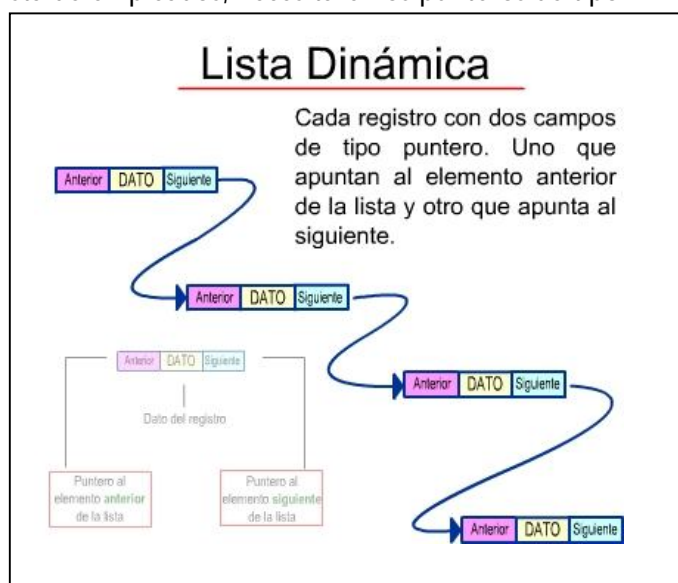 Lista Dinámica
Cada registro con dos campos
de tipo puntero. Uno que
apuntan al elemento anterior
de la lista y otro que apunta al
siguiente.
Anterior DATO Siguiente
Anterior DATO Siguiente
Anterior DATO Siguiente
Dato del registro
Anterior DATO Siguiente
Puntero al
elemento anterior
de la lista
Puntero al
elemento siguiente
de la lista
Anterior DATO Siguiente